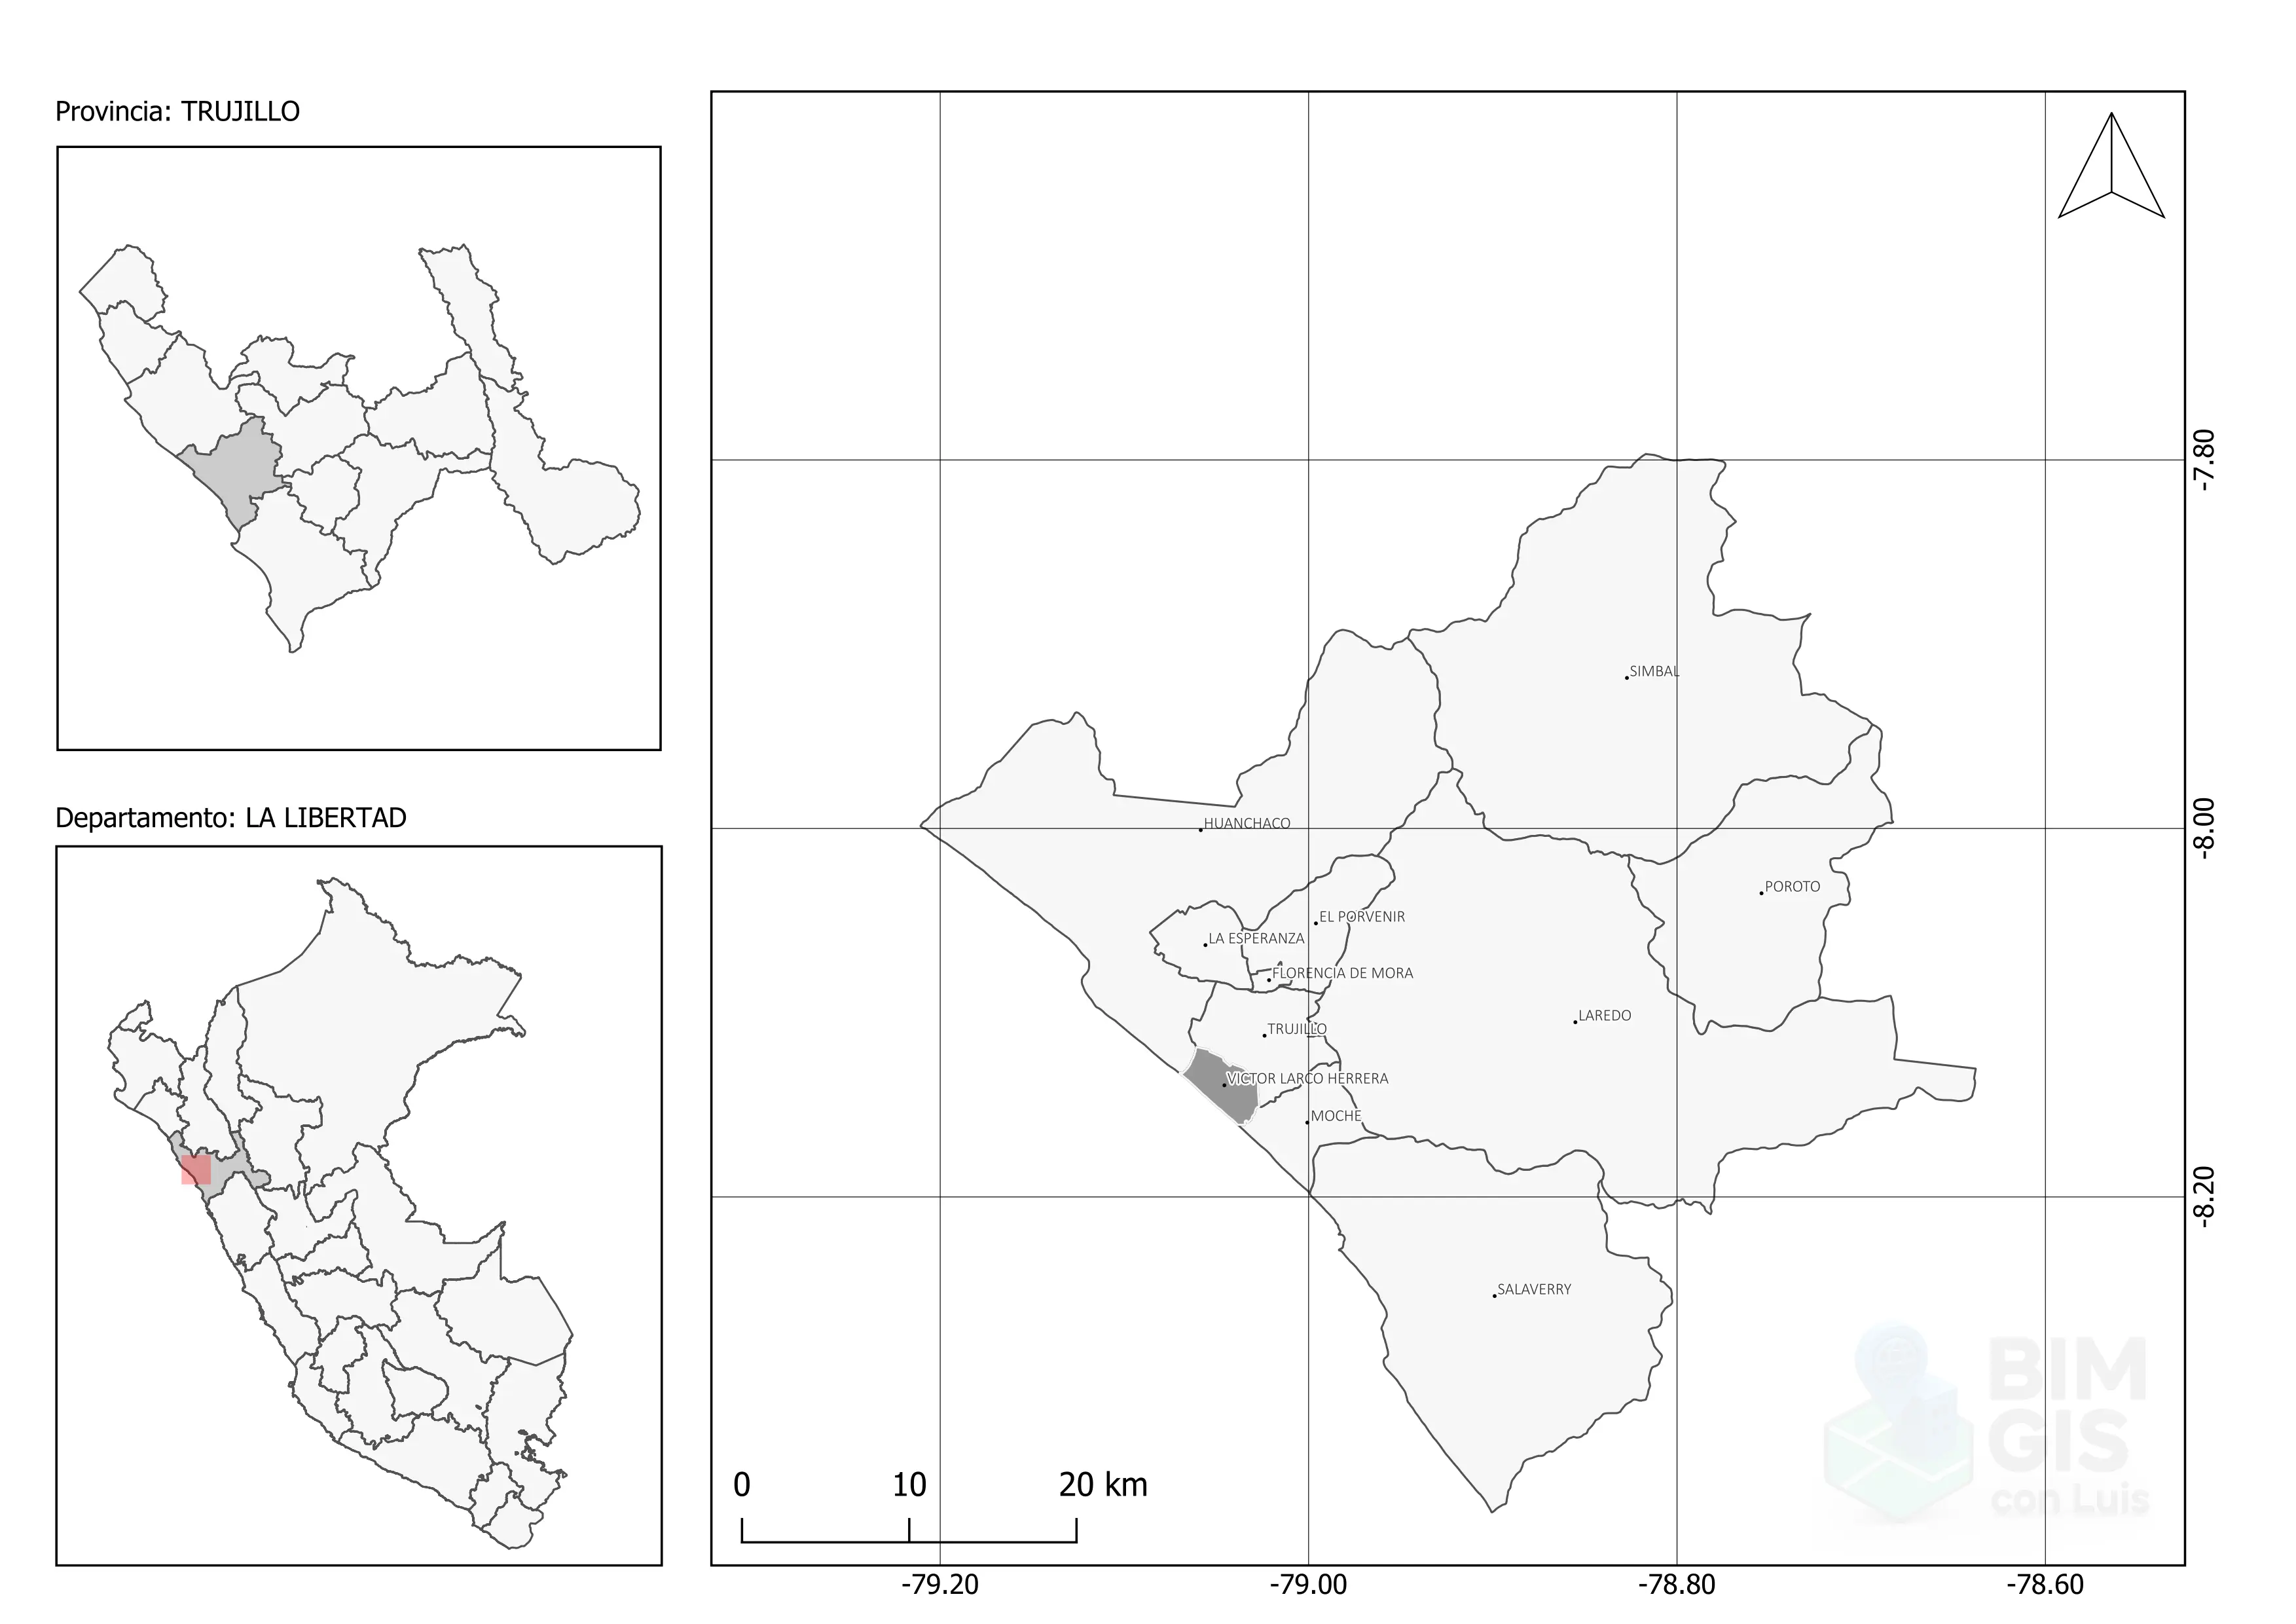 Provincia: TRUJILLO
Departamento: LA LIBERTAD
SIMBAL
HUANCHACO
POROTO
EL PORVENIR
LA ESPERANZA
FLORENCIA DE MORA
LAREDO
TRUJILLO
VICTOR LARCO HERRERA
MOCHE
SALAVERRY
-7.80
-8.00
-8.20
BIM
GIS
con Luis
0 10 20 km
-79.20 -79.00 -78.80 -78.60